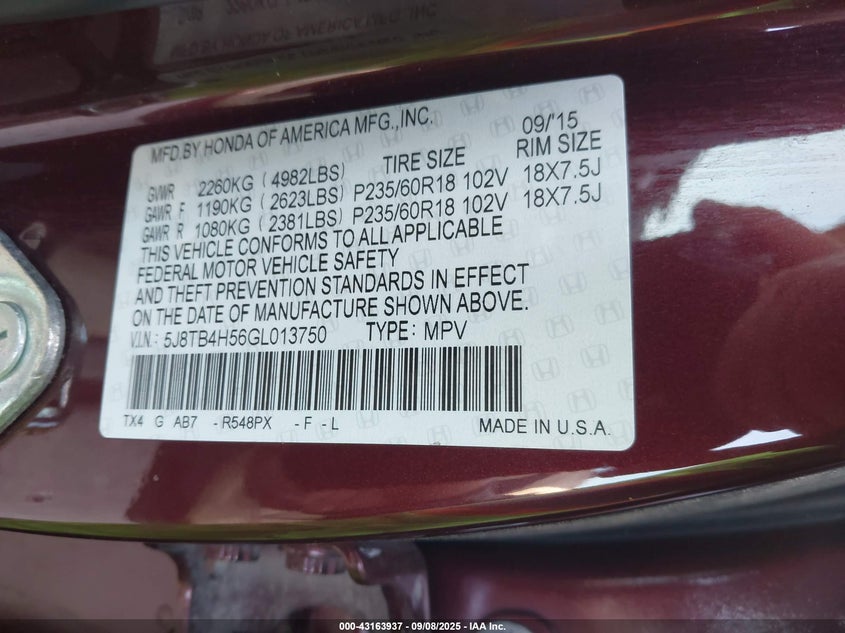 MFD.BY HONDA OF AMERICA MFG.,INC. 09/'15
TIRE SIZE RIM SIZE
GVWR 2260KG ( 4982LBS)
GAWR F 1190KG ( 2623LBS) P235/60R18 102V 18X7.5J
GAWR R 1080KG ( 2381LBS) P235/60R18 102V 18X7.5J
THIS VEHICLE CONFORMS TO ALL APPLICABLE
FEDERAL MOTOR VEHICLE SAFETY
AND THEFT PREVENTION STANDARDS IN EFFECT
ON THE DATE OF MANUFACTURE SHOWN ABOVE.
V.I.N.: 5J8TB4H56GL013750 TYPE: MPV
TX4 G AB7 -R548PX -F -L MADE IN U.S.A.
000-43163937 - 09/08/2025 - IAA Inc.